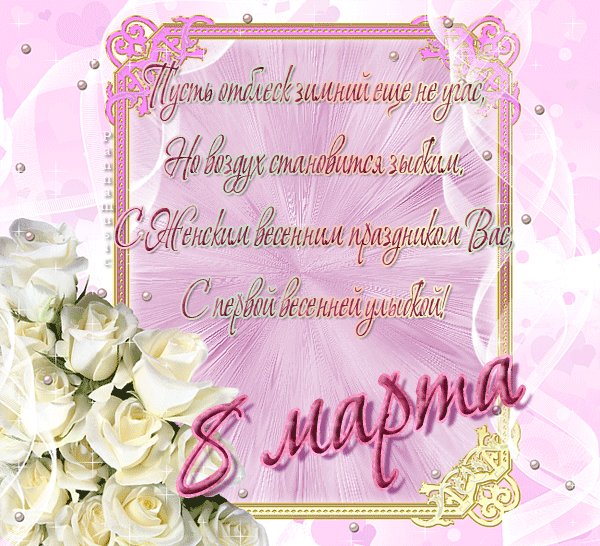 Пусть отблеск зимний еще не угас,
Но воздух становится зыбким,
С Женским весенним праздником Вас,
С первой весенней улыбкой!
8 марта